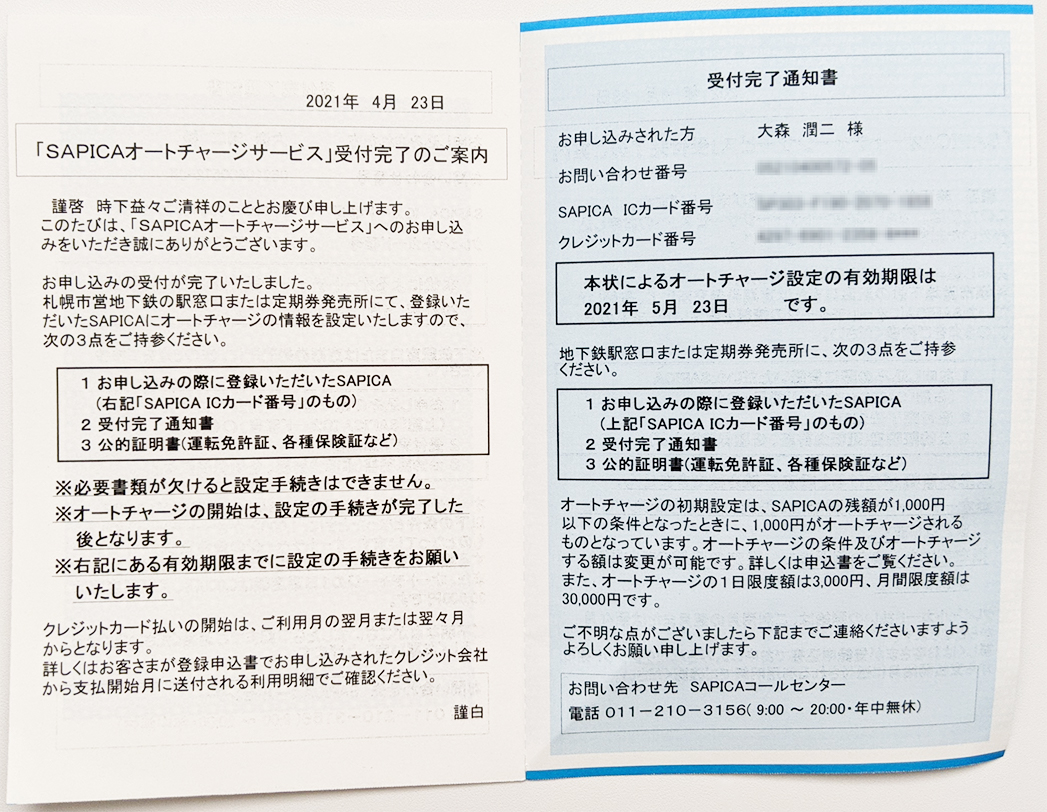 2021年 4月 23日
「SAPICAオートチャージサービス」受付完了のご案内
謹啓 時下益々ご清祥のこととお慶び申し上げます。
このたびは、「SAPICAオートチャージサービス」へのお申し込
みをいただき誠にありがとうございます。
お申し込みの受付が完了いたしました。
札幌市営地下鉄の駅窓口または定期券発売所にて、登録いた
だいたSAPICAにオートチャージの情報を設定いたしますので、
次の3点をご持参ください。
1 お申し込みの際に登録いただいたSAPICA
(右記「SAPICA ICカード番号」のもの)
2 受付完了通知書
3 公的証明書(運転免許証、各種保険証など)
※必要書類が欠けると設定手続きはできません。
※オートチャージの開始は、設定の手続きが完了した
後となります。
※右記にある有効期限までに設定の手続きをお願い
いたします。
クレジットカード払いの開始は、ご利用月の翌月または翌々月
からとなります。
詳しくはお客さまが登録申込書でお申し込みされたクレジット会社
から支払開始月に送付される利用明細でご確認ください。
謹白
受付完了通知書
お申し込みされた方 大森 潤二 様
お問い合わせ番号
SAPICA ICカード番号
クレジットカード番号
本状によるオートチャージ設定の有効期限は
2021年 5月 23日 です。
地下鉄駅窓口または定期券発売所に、次の3点をご持参
ください。
1 お申し込みの際に登録いただいたSAPICA
(上記「SAPICA ICカード番号」のもの)
2 受付完了通知書
3 公的証明書(運転免許証、各種保険証など)
オートチャージの初期設定は、SAPICAの残額が1,000円
以下の条件となったときに、1,000円がオートチャージされる
ものとなっています。オートチャージの条件及びオートチャージ
する額は変更が可能です。詳しくは申込書をご覧ください。
また、オートチャージの1日限度額は3,000円、月間限度額は
30,000円です。
ご不明な点がございましたら下記までご連絡くださいますよう
よろしくお願い申し上げます。
お問い合わせ先 SAPICAコールセンター
電話 011-210-3156(9:00 ～ 20:00・年中無休)